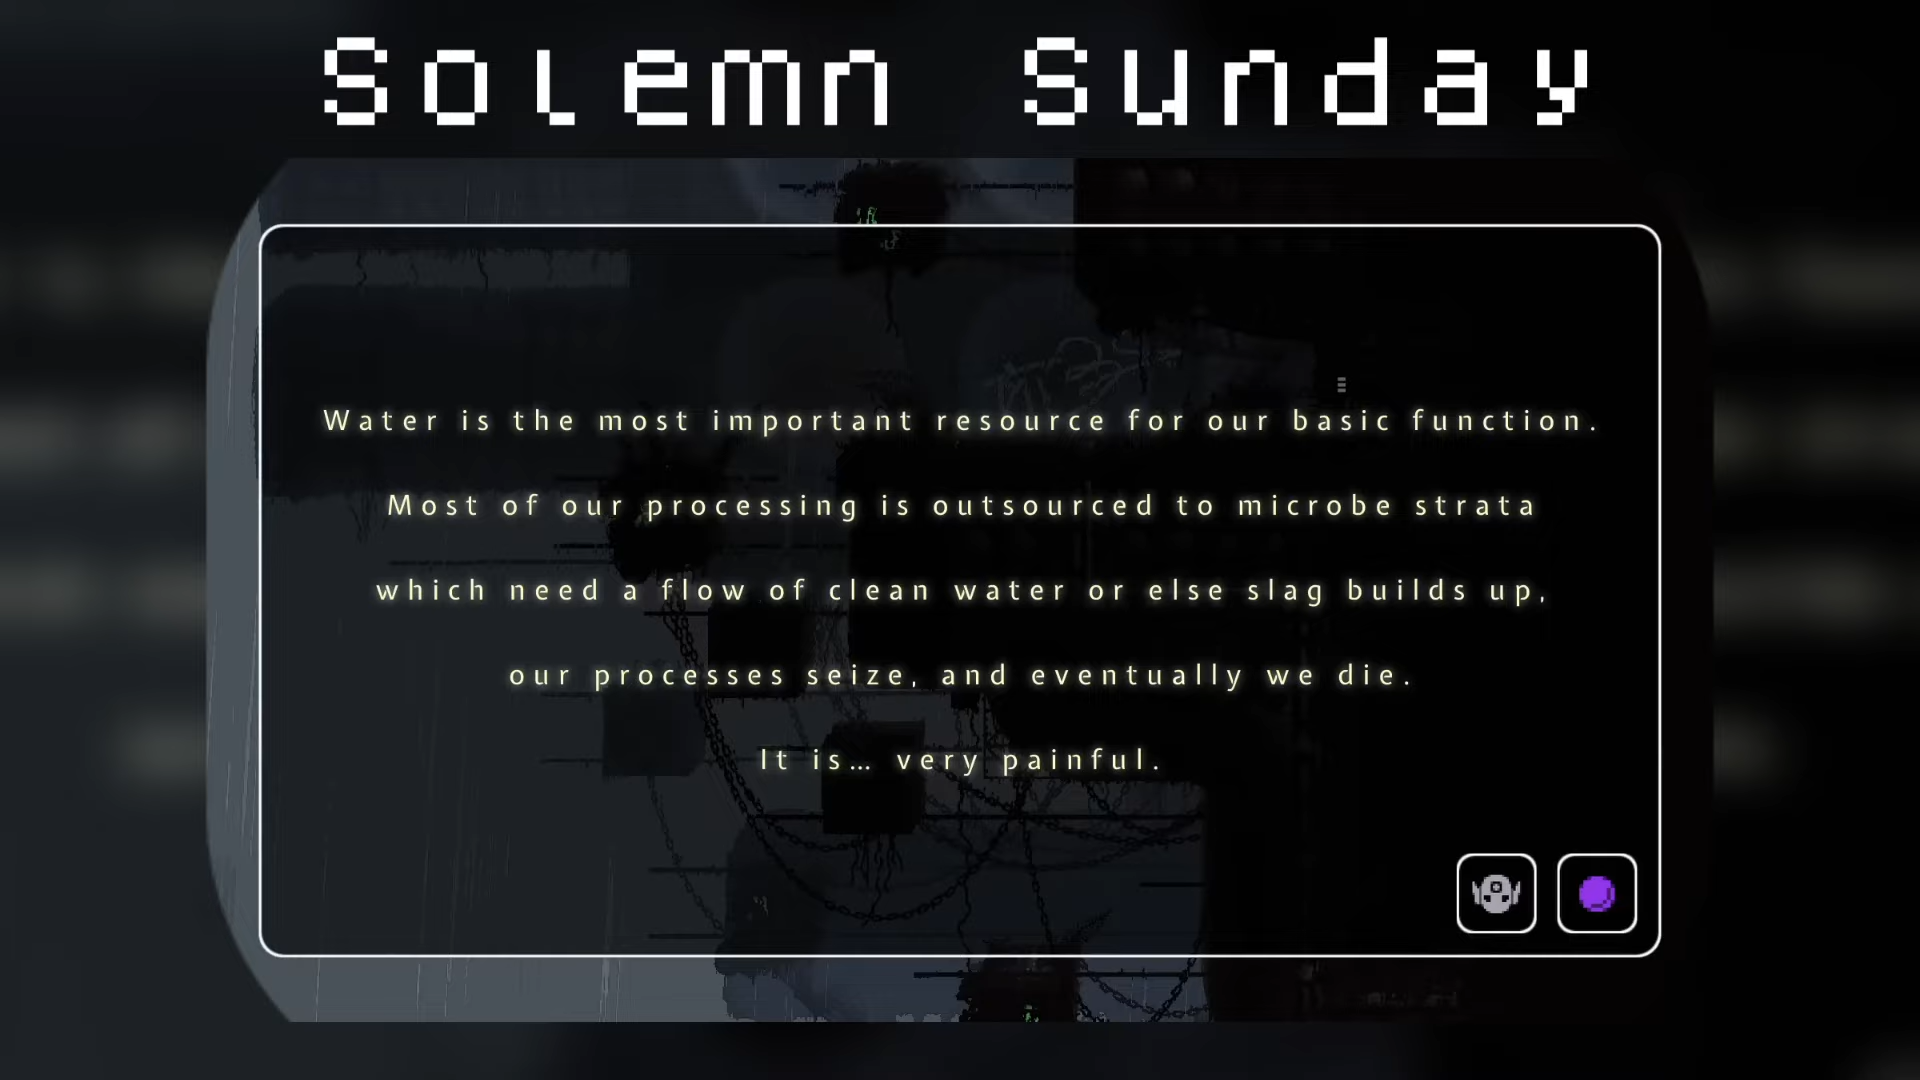 Solemn Sunday
Water is the most important resource for our basic function.
Most of our processing is outsourced to microbe strata
which need a flow of clean water or else slag builds up,
our processes seize, and eventually we die.
It is… very painful.